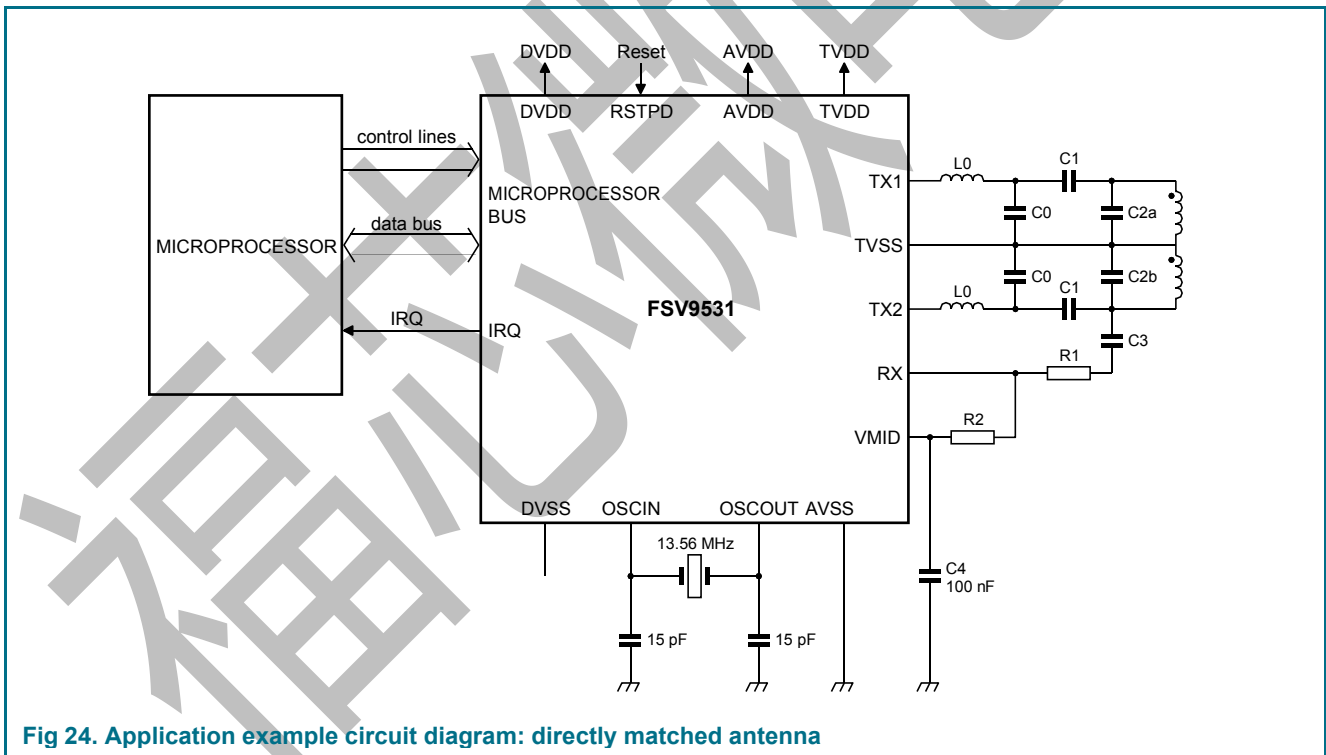 DVDD Reset AVDD TVDD
DVDD RSTPD AVDD TVDD
control lines
MICROPROCESSOR
BUS
data bus
MICROPROCESSOR
IRQ
IRQ
FSV9531
TX1
L0
C1
C0
C2a
TVSS
C0
C1
C2b
TX2
L0
C3
R1
RX
R2
VMID
DVSS OSCIN OSCOUT AVSS
13.56 MHz
C4
100 nF
15 pF 15 pF
Fig 24. Application example circuit diagram: directly matched antenna